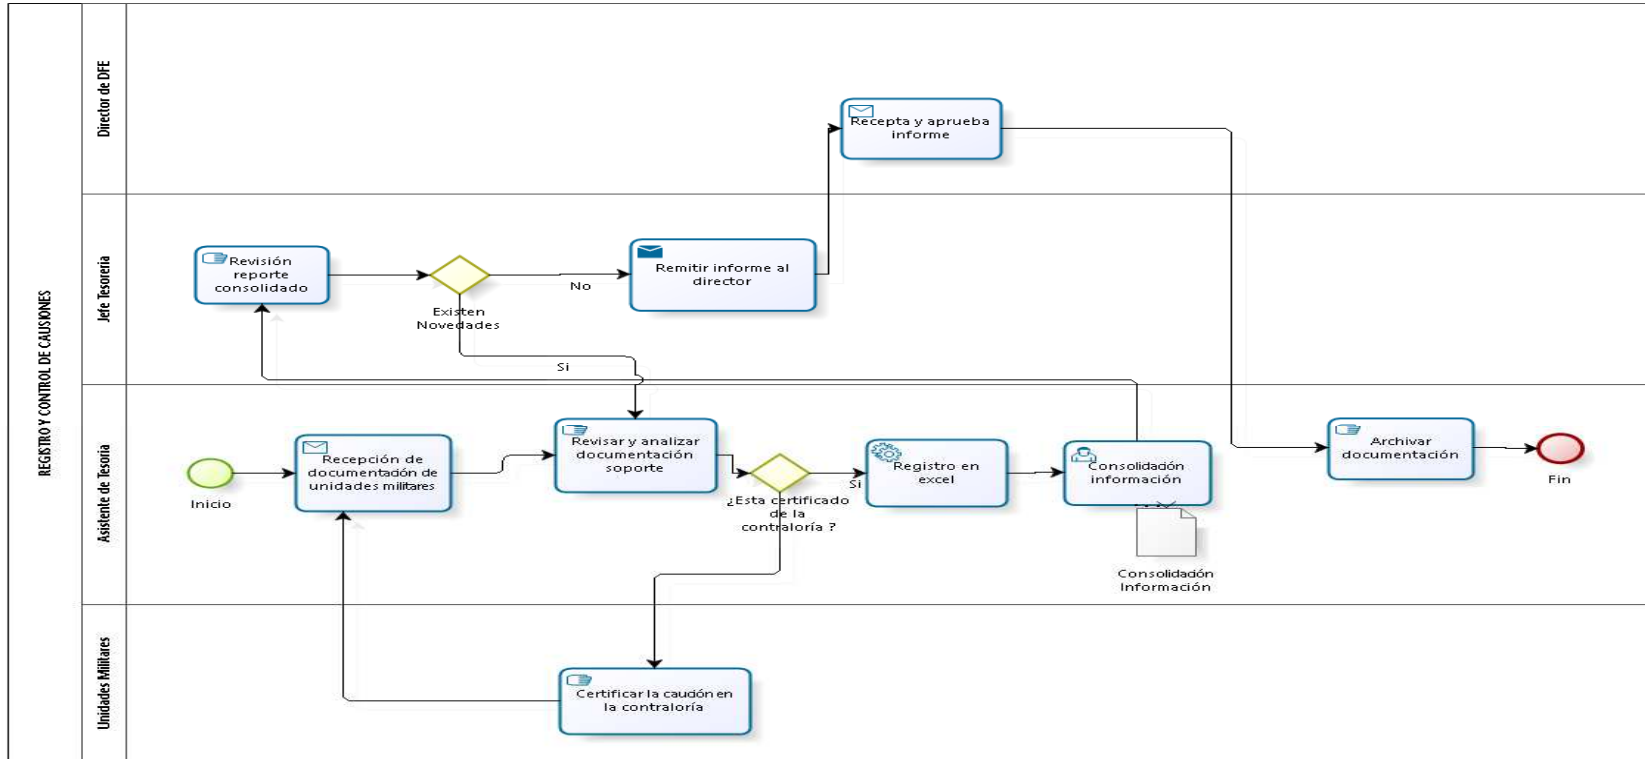 REGISTRO Y CONTROL DE CAUSIONES
Director de DFE
Recepta y aprueba
informe
Jefe Tesoreria
Revisión
reporte
consolidado
Existen
Novedades
No
Si
Remitir informe al
director
Asistente de Tesoria
Inicio
Recepción de
documentación de
unidades militares
Revisar y analizar
documentación
soporte
¿Esta certificado
de la
contraloría ?
Si
Registro en
excel
Consolidación
información
Consolidación
Información
Archivar
documentación
Fin
Unidades Militares
Certificar la caución en
la contraloría